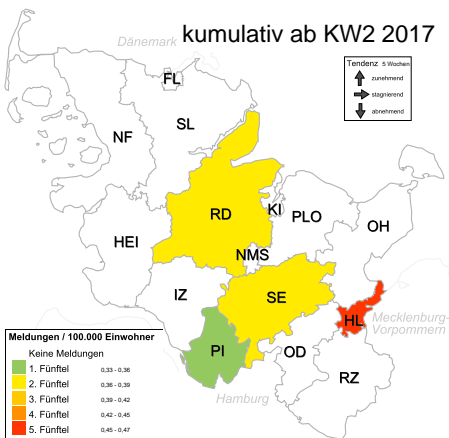 kumulativ ab KW2 2017
Dänemark
Tendenz 5 Wochen
zunehmend
stagnierend
abnehmend
FL
SL
NF
RD
KI
PLO
OH
HEI
NMS
IZ
SE
HL
Mecklenburg-
Vorpommern
PI
OD
RZ
Hamburg
Meldungen / 100.000 Einwohner
Keine Meldungen
1. Fünftel 0,33 - 0,36
2. Fünftel 0,36 - 0,39
3. Fünftel 0,39 - 0,42
4. Fünftel 0,42 - 0,45
5. Fünftel 0,45 - 0,47